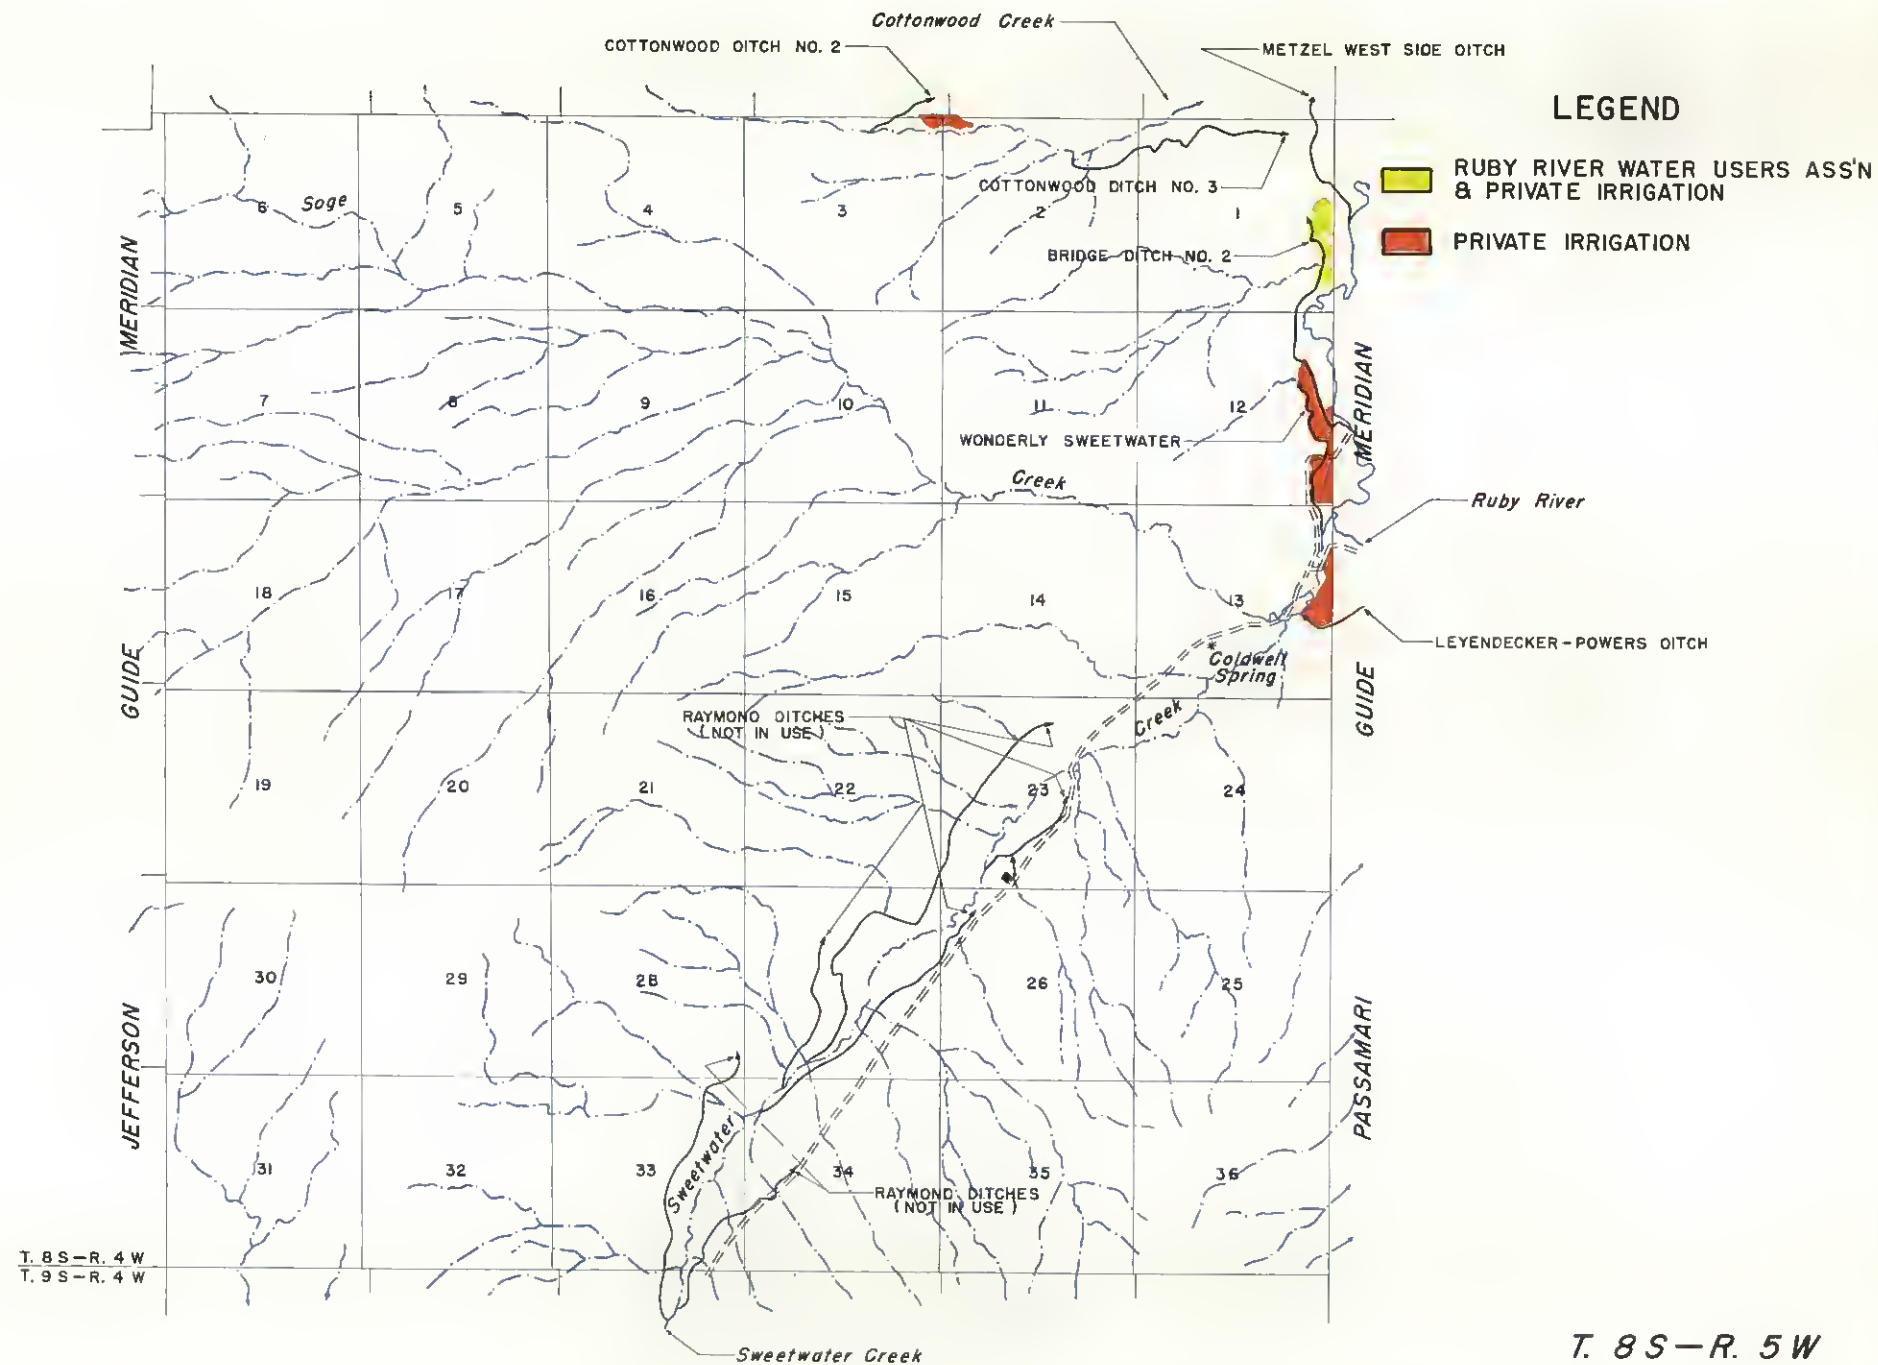 Cottonwood Creek
COTTONWOOD OITCH NO. 2
METZEL WEST SIDE OITCH
LEGEND
RUBY RIVER WATER USERS ASS'N
& PRIVATE IRRIGATION
PRIVATE IRRIGATION
COTTONWOOD DITCH NO. 3
6
Sage
5
4
3
2
1
BRIDGE DITCH NO. 2
MERIDIAN
MERIDIAN
7
8
9
10
11
12
WONDERLY SWEETWATER
Creek
Ruby River
18
17
16
15
14
13
LEYENDECKER-POWERS OITCH
Coldwell
Spring
GUIDE
GUIDE
Creek
RAYMOND OITCHES
(NOT IN USE)
19
20
21
22
23
24
30
29
28
26
25
JEFFERSON
PASSAMARI
Sweetwater
31
32
33
34
35
36
RAYMOND DITCHES
(NOT IN USE)
T. 8 S-R. 4 W
T. 9 S-R. 4 W
Sweetwater Creek
T. 8 S-R. 5 W